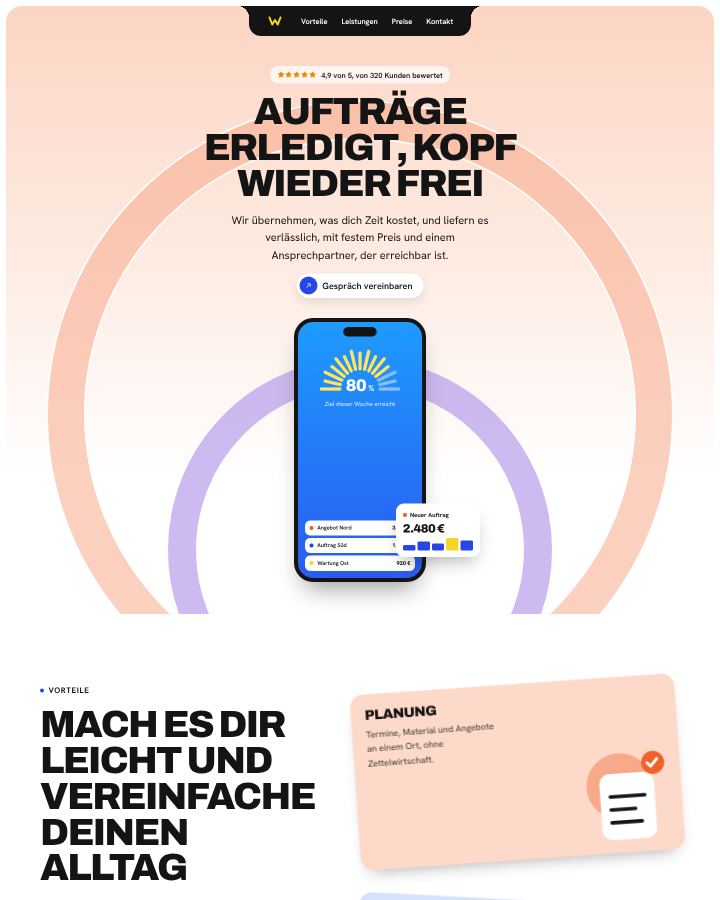 W
Vorteile Leistungen Preise Kontakt
4,9 von 5, von 320 Kunden bewertet
AUFTRÄGE
ERLEDIGT, KOPF
WIEDER FREI
Wir übernehmen, was dich Zeit kostet, und liefern es
verlässlich, mit festem Preis und einem
Ansprechpartner, der erreichbar ist.
Gespräch vereinbaren
80 %
Ziel dieser Woche erreicht
Angebot Nord
Auftrag Süd
Wartung Ost 920 €
Neuer Auftrag
2.480 €
VORTEILE
MACH ES DIR
LEICHT UND
VEREINFACHE
DEINEN
ALLTAG
PLANUNG
Termine, Material und Angebote
an einem Ort, ohne
Zettelwirtschaft.